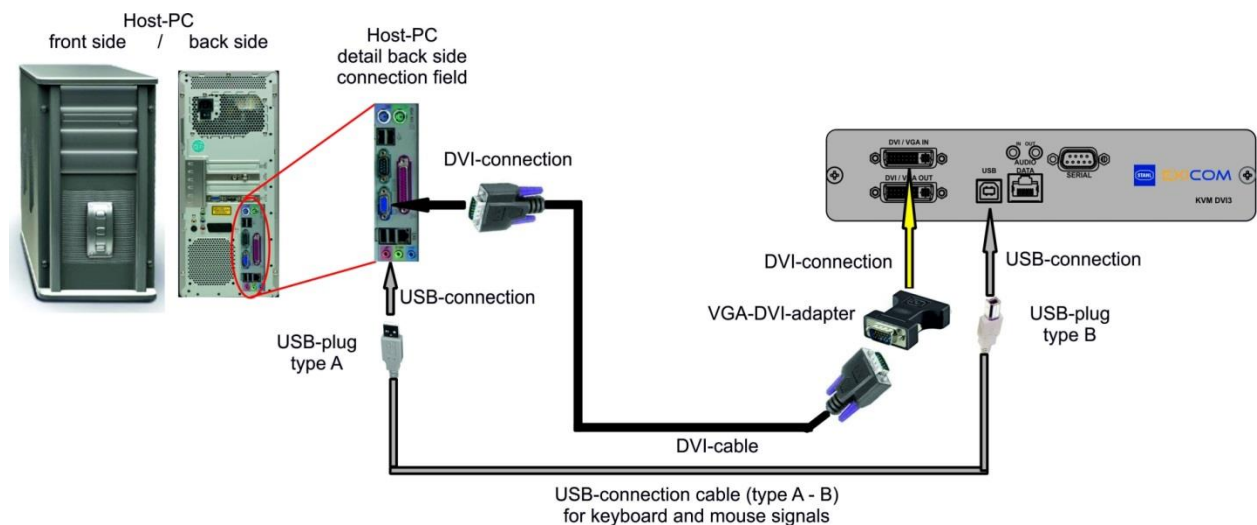 Host-PC
front side / back side
Host-PC
detail back side
connection field
DVI-connection
USB-connection
USB-plug
type A
DVI / VGA IN
DVI / VGA OUT
IN OUT
AUDIO
USB
DATA
SERIAL
STAHL
COM
KVM DVI3
DVI-connection
USB-connection
VGA-DVI-adapter
USB-plug
type B
DVI-cable
USB-connection cable (type A - B)
for keyboard and mouse signals